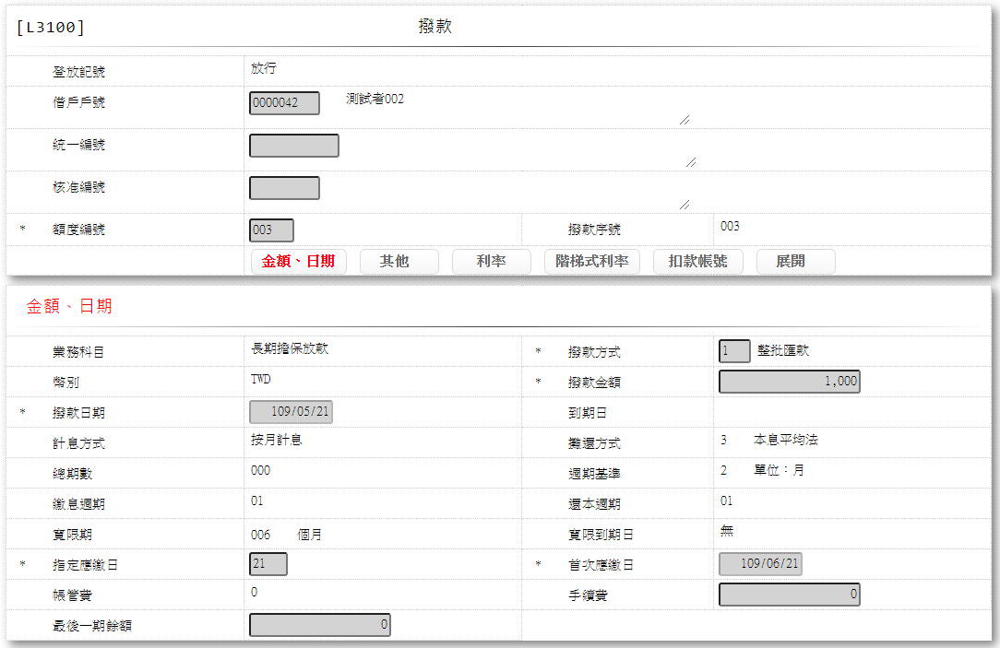 [L3100] 撥款
登放記號 放行
借戶戶號 0000042 測試者002
統一編號
核准編號
* 額度編號 003 撥款序號 003
金額、日期 其他 利率 階梯式利率 扣款帳號 展開
金額、日期
業務科目 長期擔保放款 * 撥款方式 1 整批匯款
幣別 TWD * 撥款金額 1,000
* 撥款日期 109/05/21 到期日
計息方式 按月計息 攤還方式 3 本息平均法
總期數 000 週期基準 2 單位：月
繳息週期 01 還本週期 01
寬限期 006 個月 寬限到期日 無
* 指定應繳日 21 * 首次應繳日 109/06/21
帳管費 0 手續費 0
最後一期餘額 0